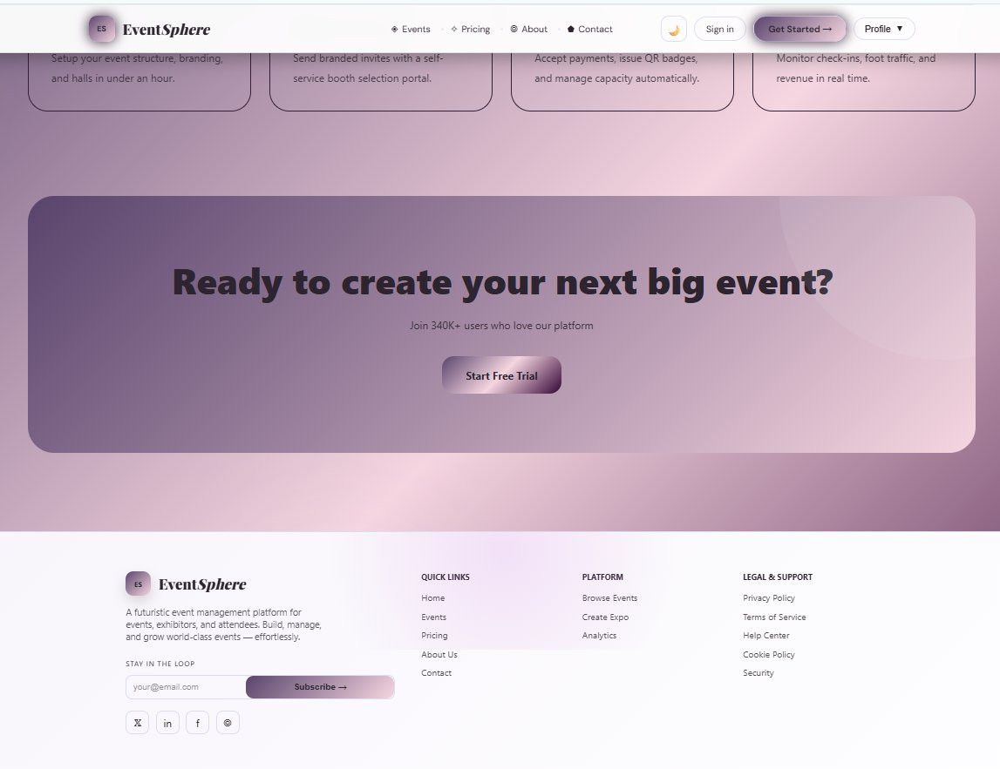 ES EventSphere ◈ Events ✧ Pricing ◎ About ⬟ Contact 🌙 Sign in Get Started → Profile ▼
Setup your event structure, branding,
and halls in under an hour.
Send branded invites with a self-
service booth selection portal.
Accept payments, issue QR badges,
and manage capacity automatically.
Monitor check-ins, foot traffic, and
revenue in real time.
Ready to create your next big event?
Join 340K+ users who love our platform
Start Free Trial
ES EventSphere
A futuristic event management platform for
events, exhibitors, and attendees. Build, manage,
and grow world-class events — effortlessly.
STAY IN THE LOOP
your@email.com Subscribe →
𝕏 in f ◎
QUICK LINKS
Home
Events
Pricing
About Us
Contact
PLATFORM
Browse Events
Create Expo
Analytics
LEGAL & SUPPORT
Privacy Policy
Terms of Service
Help Center
Cookie Policy
Security